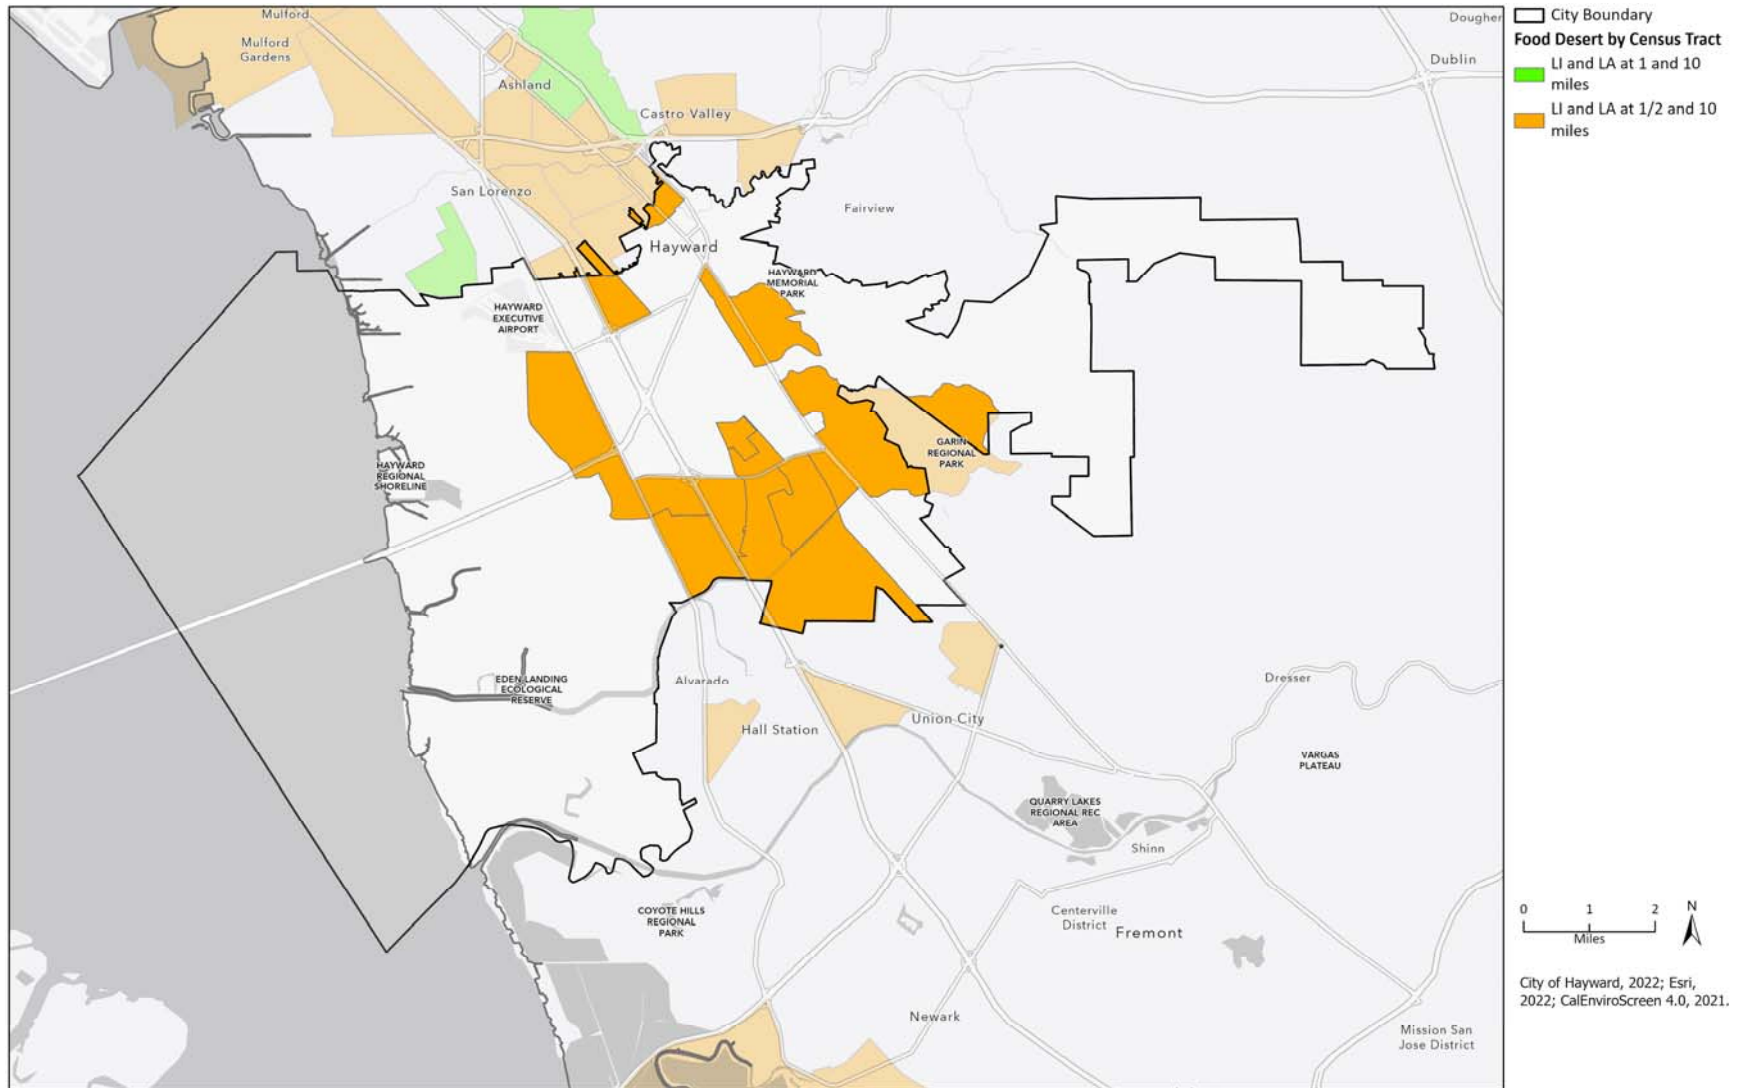 Mulford
Mulford
Gardens
Ashland
Castro Valley
Dougher
Dublin
San Lorenzo
Fairview
Hayward
HAYWARD
MEMORIAL
PARK
HAYWARD
EXECUTIVE
AIRPORT
GARIN
REGIONAL
PARK
HAYWARD
REGIONAL
SHORELINE
EDEN LANDING
ECOLOGICAL
RESERVE
Alvarado
Hall Station
Union City
Dresser
VARGAS
PLATEAU
QUARRY LAKES
REGIONAL REC
AREA
Shinn
COYOTE HILLS
REGIONAL
PARK
Centerville
District
Fremont
Newark
Mission San
Jose District
City Boundary
Food Desert by Census Tract
LI and LA at 1 and 10
miles
LI and LA at 1/2 and 10
miles
0 1 2
Miles
N
City of Hayward, 2022; Esri,
2022; CalEnviroScreen 4.0, 2021.